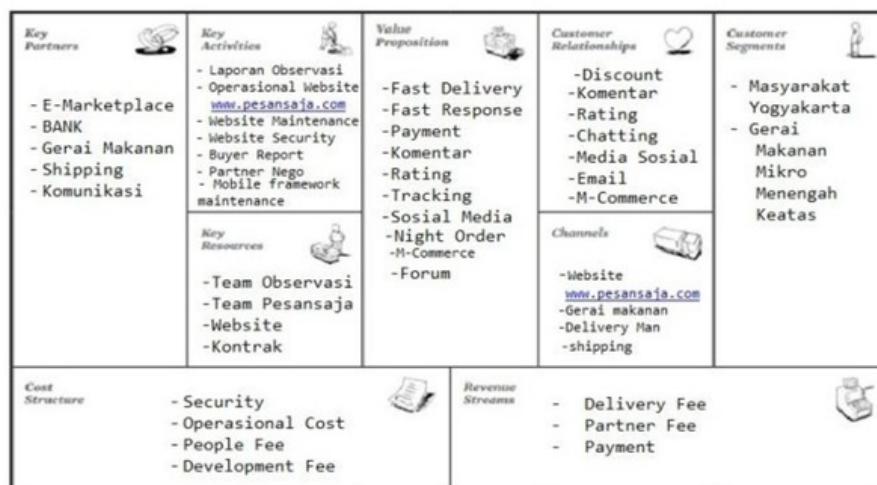 Key
Partners
- E-Marketplace
- BANK
- Gerai Makanan
- Shipping
- Komunikasi
Key
Activities
- Laporan Observasi
- Operasional Website
www.pesansaja.com
- Website Maintenance
- Website Security
- Buyer Report
- Partner Nego
- Mobile framework
maintenance
Key
Resources
-Team Observasi
-Team Pesansaja
-Website
-Kontrak
Value
Proposition
-Fast Delivery
-Fast Response
-Payment
-Komentar
-Rating
-Tracking
-Sosial Media
-Night Order
-M-Commerce
-Forum
Customer
Relationships
-Discount
-Komentar
-Rating
-Chatting
-Media Sosial
-Email
-M-Commerce
Channels
-Website
www.pesansaja.com
-Gerai makanan
-Delivery Man
-shipping
Customer
Segments
- Masyarakat
Yogyakarta
- Gerai
Makanan
Mikro
Menengah
Keatas
Cost
Structure
- Security
- Operasional Cost
- People Fee
- Development Fee
Revenue
Streams
- Delivery Fee
- Partner Fee
- Payment